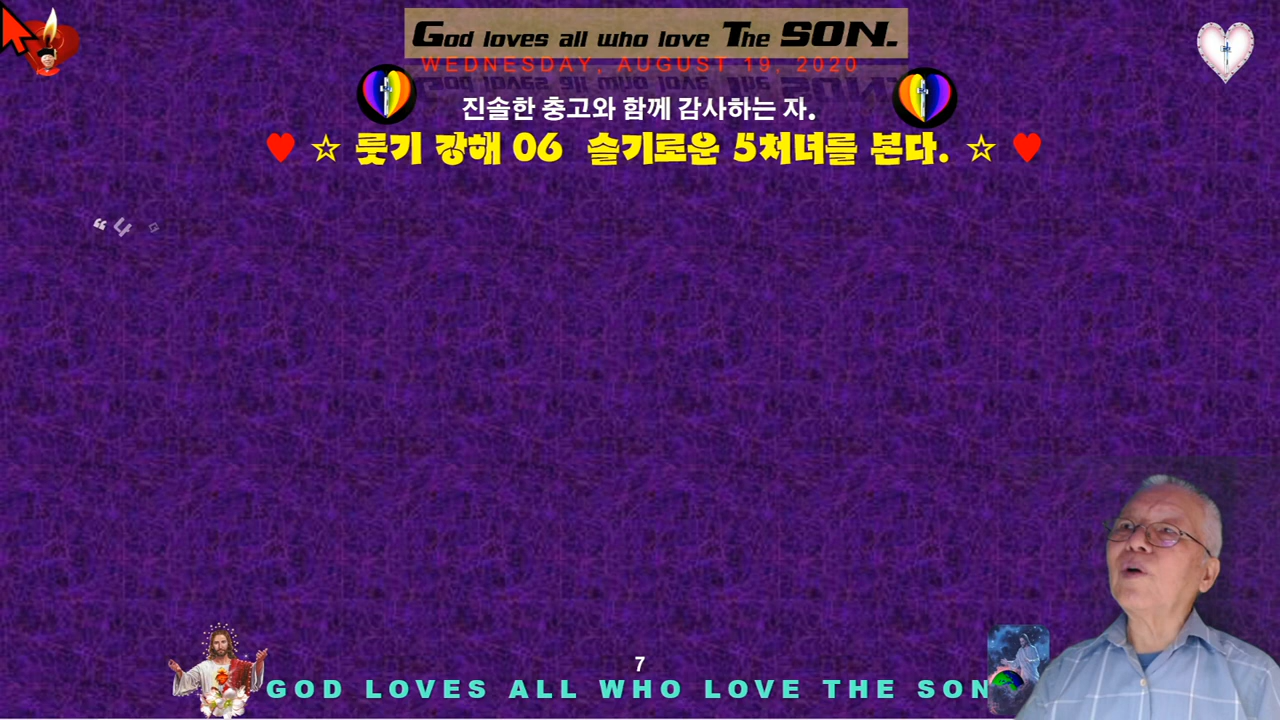 God loves all who love The SON.
WEDNESDAY, AUGUST 19, 2020
진솔한 충고와 함께 감사하는 자.
♥ ☆ 룻기 강해 06 슬기로운 5처녀를 본다. ☆ ♥
“ 4
7
GOD LOVES ALL WHO LOVE THE SON